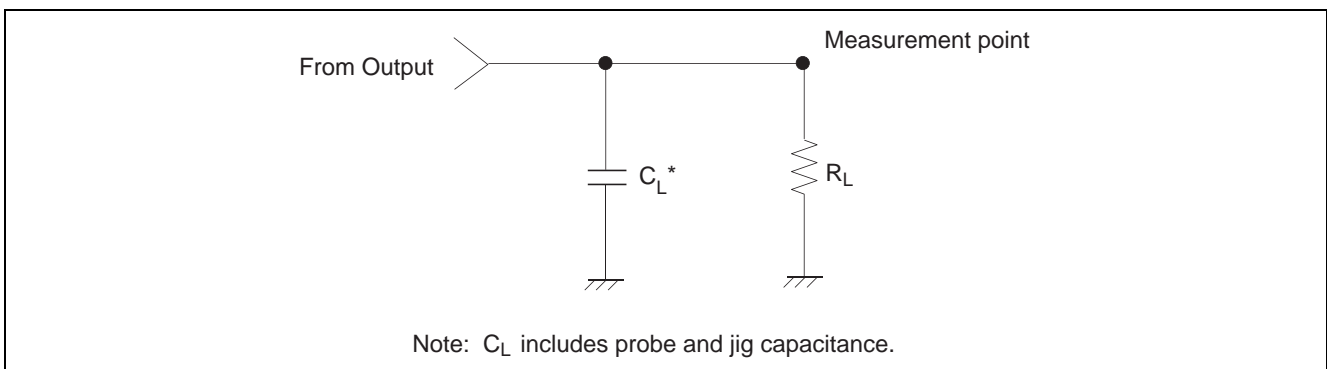 Measurement point
From Output
C_L*
R_L
Note: C_L includes probe and jig capacitance.